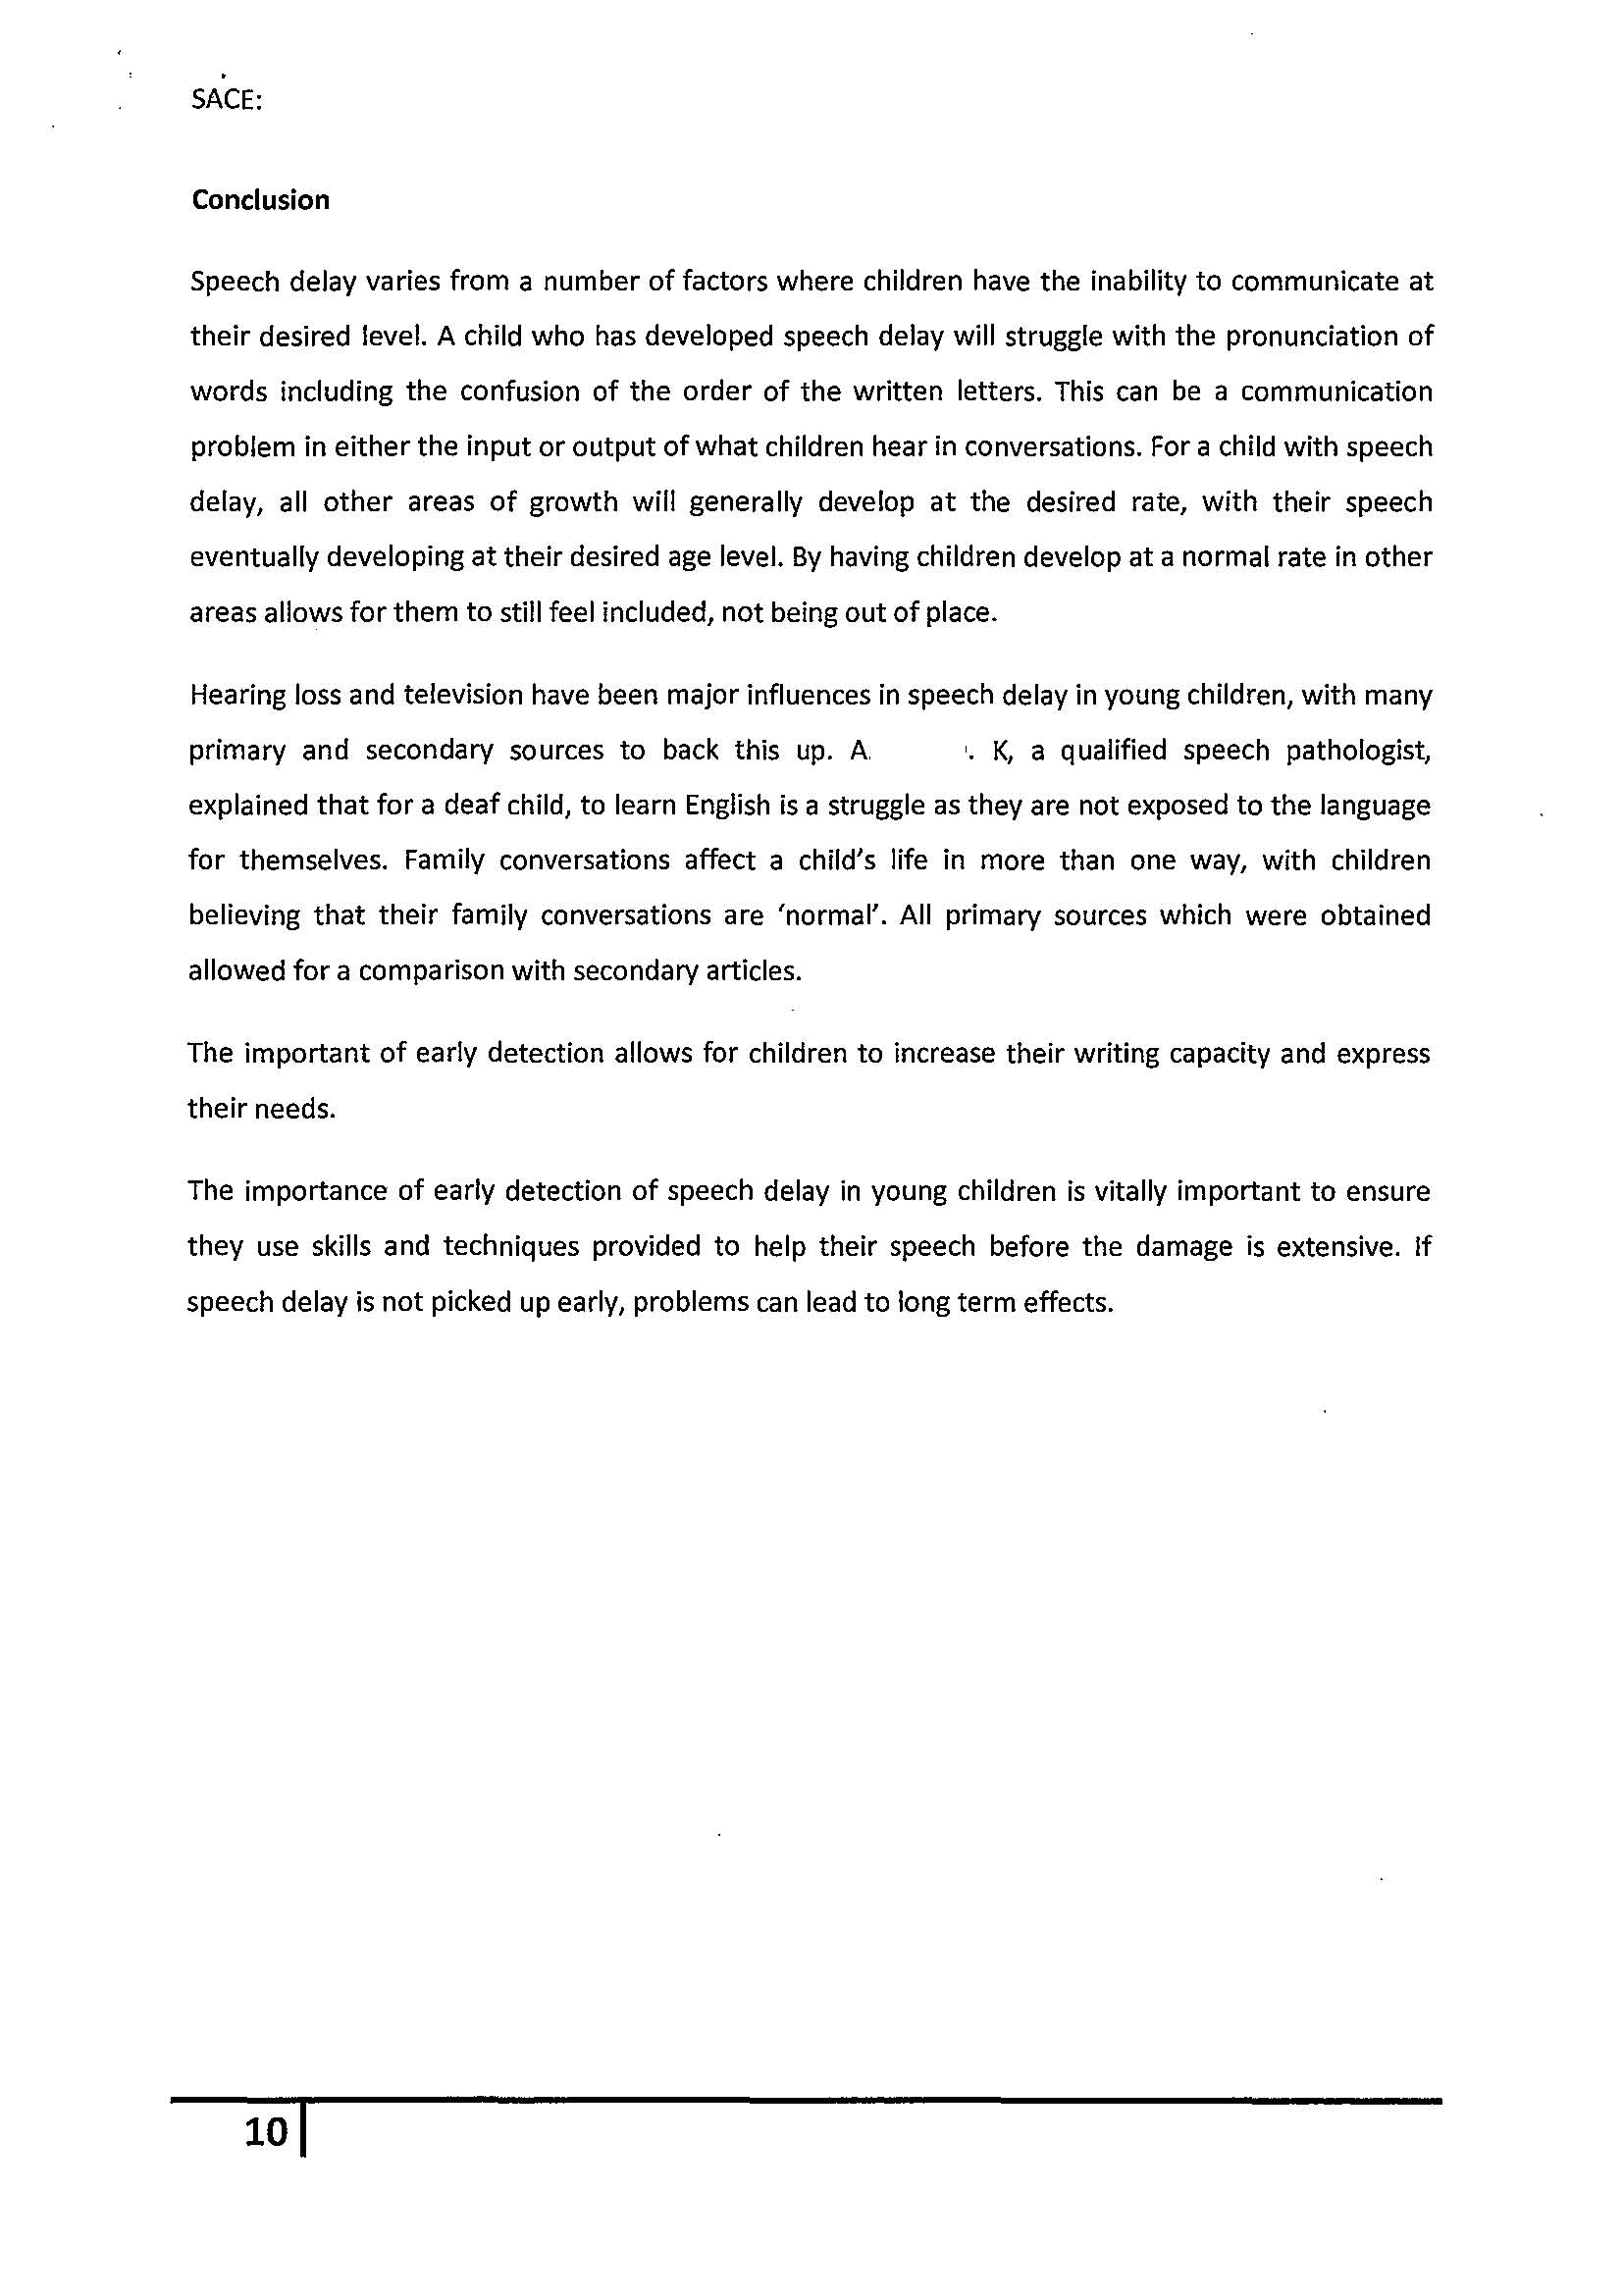 SACE:
Conclusion
Speech delay varies from a number of factors where children have the inability to communicate at
their desired level. A child who has developed speech delay will struggle with the pronunciation of
words including the confusion of the order of the written letters. This can be a communication
problem in either the input or output of what children hear in conversations. For a child with speech
delay, all other areas of growth will generally develop at the desired rate, with their speech
eventually developing at their desired age level. By having children develop at a normal rate in other
areas allows for them to still feel included, not being out of place.
Hearing loss and television have been major influences in speech delay in young children, with many
primary and secondary sources to back this up. A. K, a qualified speech pathologist,
explained that for a deaf child, to learn English is a struggle as they are not exposed to the language
for themselves. Family conversations affect a child's life in more than one way, with children
believing that their family conversations are 'normal'. All primary sources which were obtained
allowed for a comparison with secondary articles.
The important of early detection allows for children to increase their writing capacity and express
their needs.
The importance of early detection of speech delay in young children is vitally important to ensure
they use skills and techniques provided to help their speech before the damage is extensive. If
speech delay is not picked up early, problems can lead to long term effects.
10